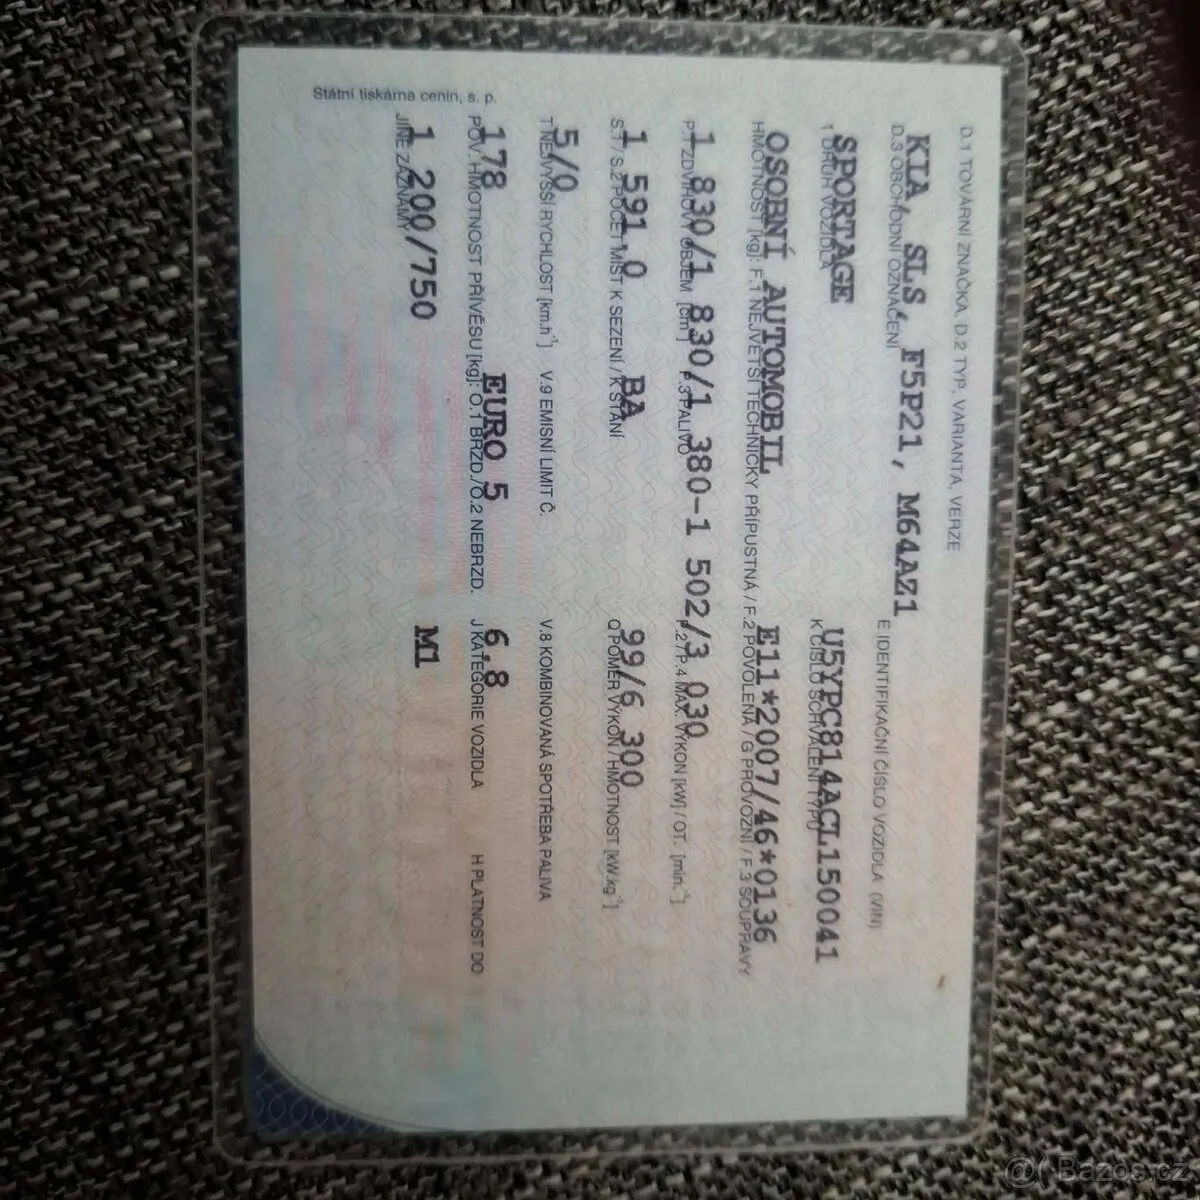 D.1 TOVÁRNÍ ZNAČKA, D.2 TYP, VARIANTA, VERZE
KIA, SLS, F5P21, M64AZ1
D.3 OBCHODNÍ OZNAČENÍ E IDENTIFIKAČNÍ ČÍSLO VOZIDLA (VIN)
SPORTAGE U5YPC814ACL150041
1 DRUH VOZIDLA K ČÍSLO SCHVÁLENÍ TYPU
OSOBNÍ AUTOMOBIL E11*2007/46*0136
HMOTNOST [kg]: F.1 NEJVĚTŠÍ TECHNICKY PŘÍPUSTNÁ / F.2 POVOLENÁ / G PROVOZNÍ / F.3 SOUPRAVY
1 830/1 830/1 380-1 502/3 030
P.1 ZDVIHOVÝ OBJEM [cm³] P.3 PALIVO P.2/P.4 MAX. VÝKON [kW] / OT. [min.⁻¹]
1 591.0 BA 99/6 300
S.1 / S.2 POČET MÍST K SEZENÍ / K STÁNÍ Q POMĚR VÝKON / HMOTNOST [kW.kg⁻¹]
5/0
T NEJVYŠŠÍ RYCHLOST [km.h⁻¹] V.9 EMISNÍ LIMIT Č. V.8 KOMBINOVANÁ SPOTŘEBA PALIVA
178 EURO 5 6.8
POV. HMOTNOST PŘÍVĚSU [kg]: O.1 BRZD./O.2 NEBRZD. J KATEGORIE VOZIDLA H PLATNOST DO
1 200/750 M1
JINÉ ZÁZNAMY
Státní tiskárna cenin, s. p.
@( Bazoš.cz